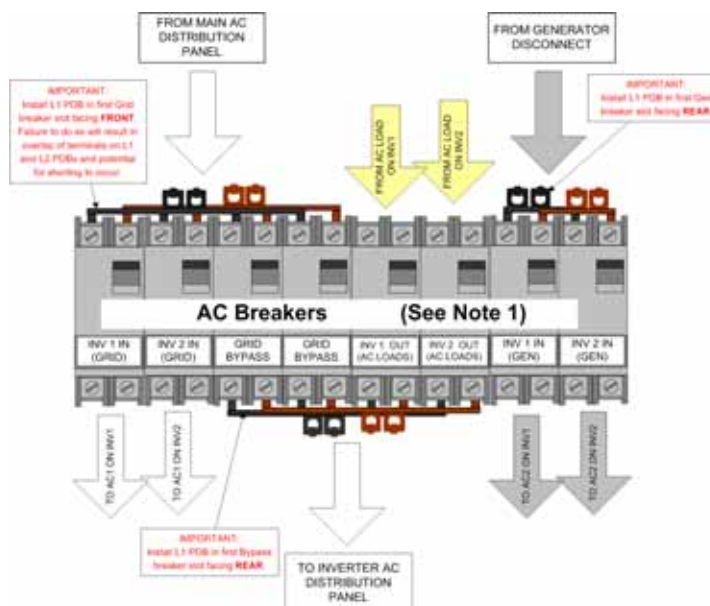 FROM MAIN AC
DISTRIBUTION
PANEL
FROM GENERATOR
DISCONNECT
IMPORTANT:
Install L1 PDB in first Grid
breaker slot facing FRONT.
Failure to do so will result in
overlap of terminals on L1
and L2 PDBs and potential
for shorting to occur
FROM AC LOAD
ON INV1
FROM AC LOAD
ON INV2
IMPORTANT:
Install L1 PDB in first Gen
breaker slot facing REAR.
AC Breakers (See Note 1)
INV 1 IN
(GRID)
INV 2 IN
(GRID)
GRID
BYPASS
GRID
BYPASS
INV 1 OUT
(AC LOADS)
INV 2 OUT
(AC LOADS)
INV 1 IN
(GEN)
INV 2 IN
(GEN)
TO AC1 ON INV1
TO AC1 ON INV2
TO AC2 ON INV1
TO AC2 ON INV2
IMPORTANT:
Install L1 PDB in first Bypass
breaker slot facing REAR.
TO INVERTER AC
DISTRIBUTION
PANEL